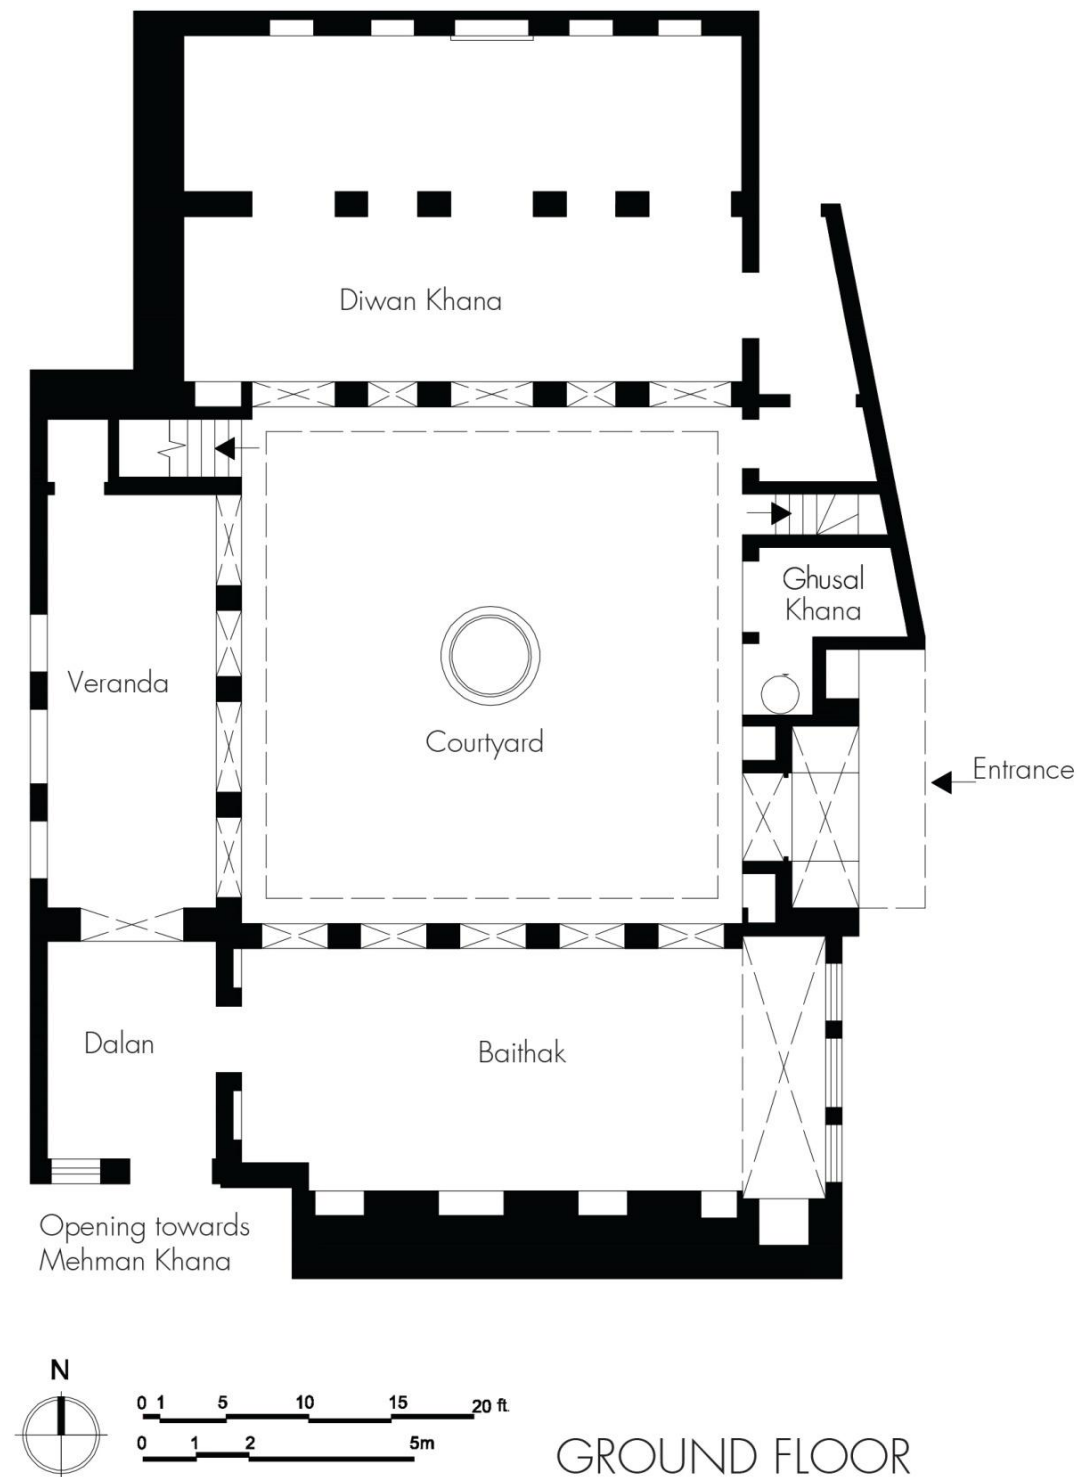 Diwan Khana
Ghusal
Khana
Veranda
Courtyard
Entrance
Dalan
Baithak
Opening towards
Mehman Khana
N
0 1 5 10 15 20 ft.
0 1 2 5m
GROUND FLOOR